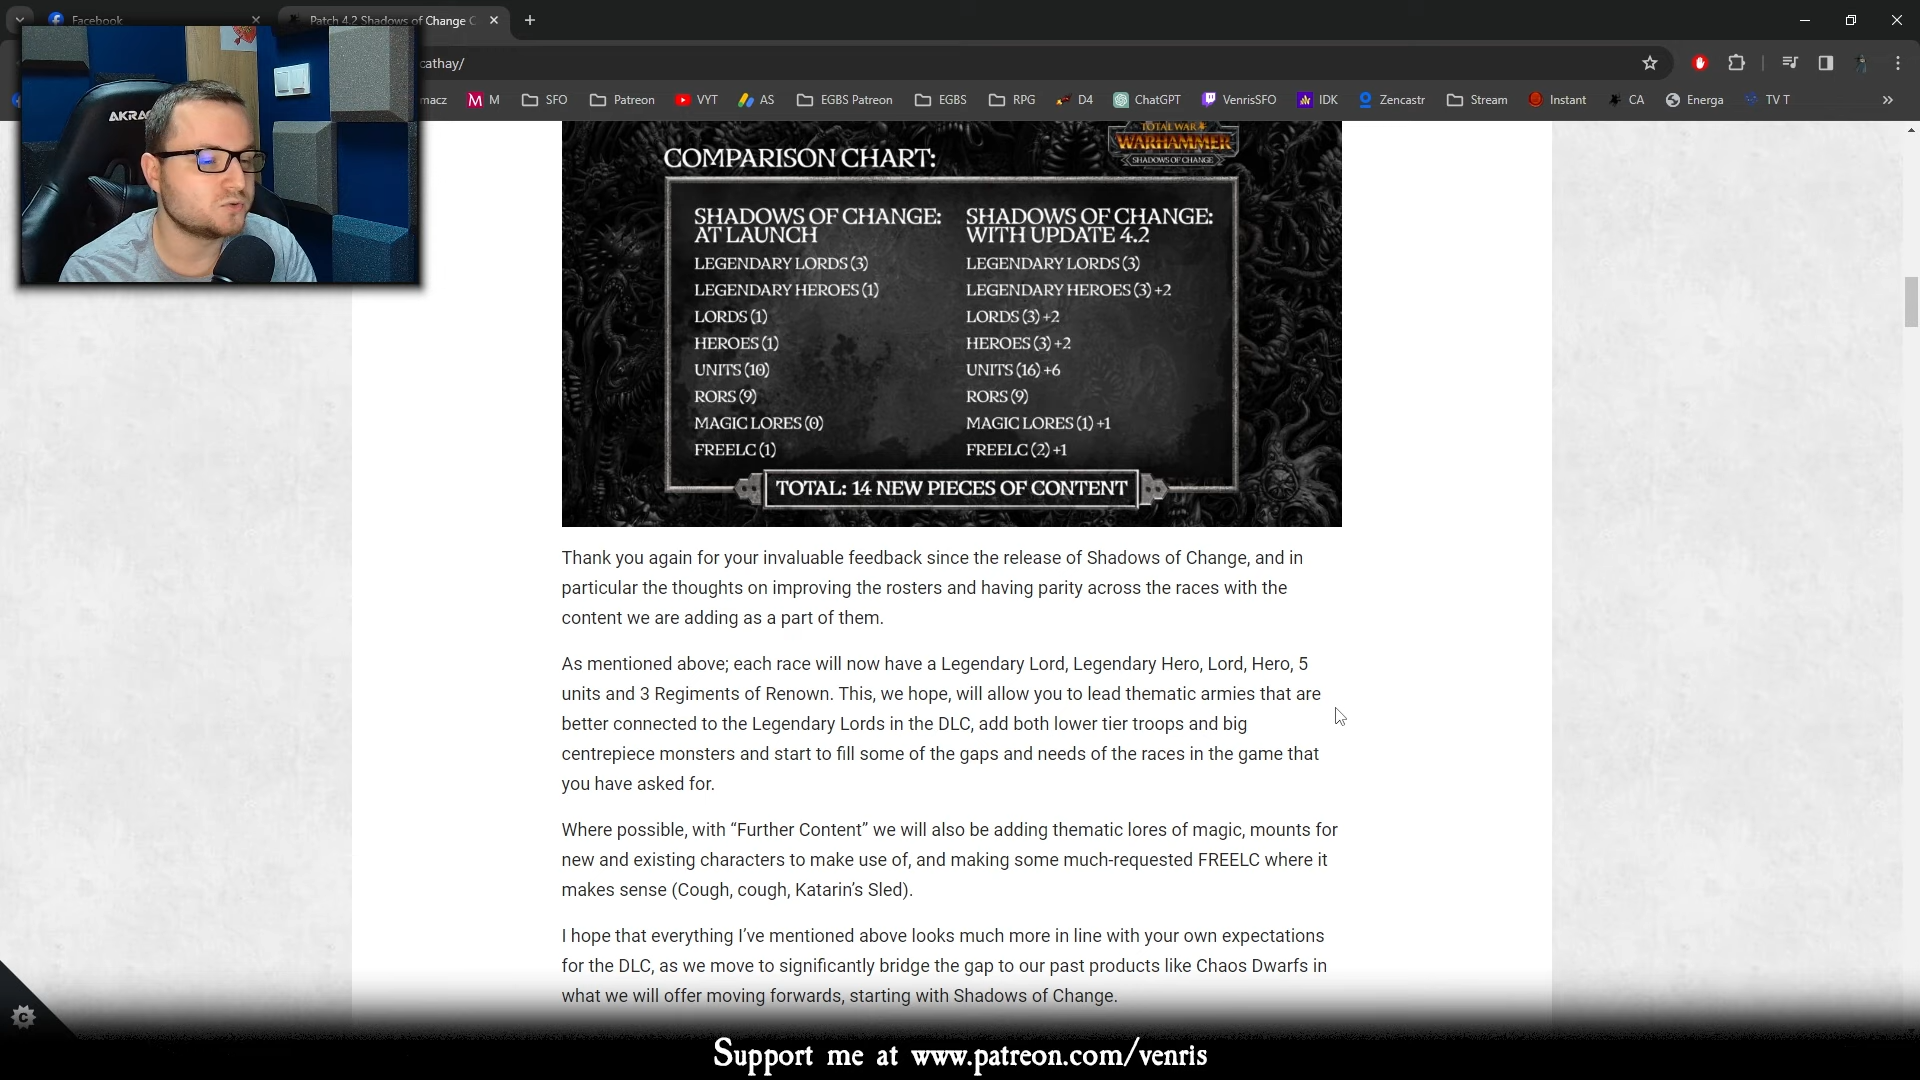 Facebook
Patch 4.2 Shadows of Change C
cathay/
macz
M
SFO
Patreon
VYT
AS
EGBS Patreon
EGBS
RPG
D4
ChatGPT
VenrisSFO
IDK
Zencastr
Stream
Instant
CA
Energa
TV T
AKRAC
TOTAL WAR
WARHAMMER
SHADOWS OF CHANGE
COMPARISON CHART:
SHADOWS OF CHANGE:
AT LAUNCH
LEGENDARY LORDS (3)
LEGENDARY HEROES (1)
LORDS (1)
HEROES (1)
UNITS (10)
RORS (9)
MAGIC LORES (0)
FREELC (1)
SHADOWS OF CHANGE:
WITH UPDATE 4.2
LEGENDARY LORDS (3)
LEGENDARY HEROES (3) +2
LORDS (3) +2
HEROES (3) +2
UNITS (16) +6
RORS (9)
MAGIC LORES (1) +1
FREELC (2) +1
TOTAL: 14 NEW PIECES OF CONTENT
Thank you again for your invaluable feedback since the release of Shadows of Change, and in
particular the thoughts on improving the rosters and having parity across the races with the
content we are adding as a part of them.
As mentioned above; each race will now have a Legendary Lord, Legendary Hero, Lord, Hero, 5
units and 3 Regiments of Renown. This, we hope, will allow you to lead thematic armies that are
better connected to the Legendary Lords in the DLC, add both lower tier troops and big
centrepiece monsters and start to fill some of the gaps and needs of the races in the game that
you have asked for.
Where possible, with “Further Content” we will also be adding thematic lores of magic, mounts for
new and existing characters to make use of, and making some much-requested FREELC where it
makes sense (Cough, cough, Katarin’s Sled).
I hope that everything I’ve mentioned above looks much more in line with your own expectations
for the DLC, as we move to significantly bridge the gap to our past products like Chaos Dwarfs in
what we will offer moving forwards, starting with Shadows of Change.
Support me at www.patreon.com/venris